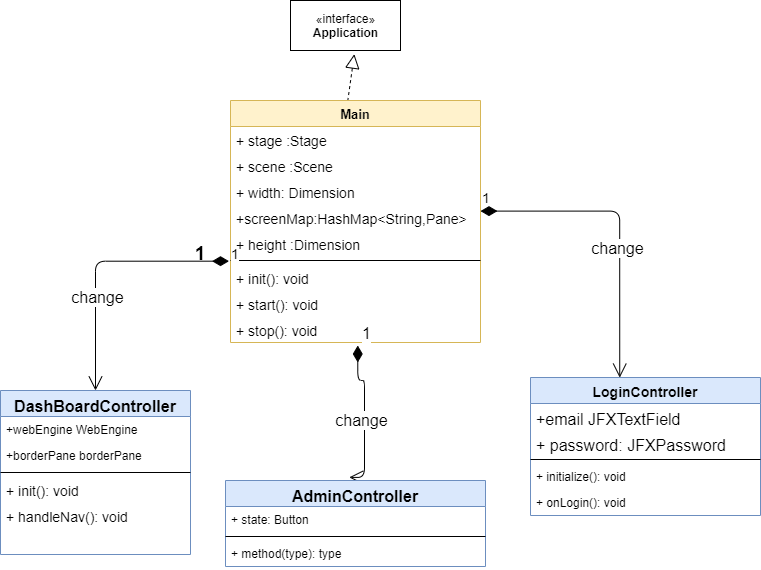 «interface»
Application
Main
+ stage :Stage
+ scene :Scene
+ width: Dimension
+screenMap:HashMap<String,Pane>
+ height :Dimension
+ init(): void
+ start(): void
+ stop(): void
1
1
1
1
change
change
change
DashBoardController
+webEngine WebEngine
+borderPane borderPane
+ init(): void
+ handleNav(): void
AdminController
+ state: Button
+ method(type): type
LoginController
+email JFXTextField
+ password: JFXPassword
+ initialize(): void
+ onLogin(): void